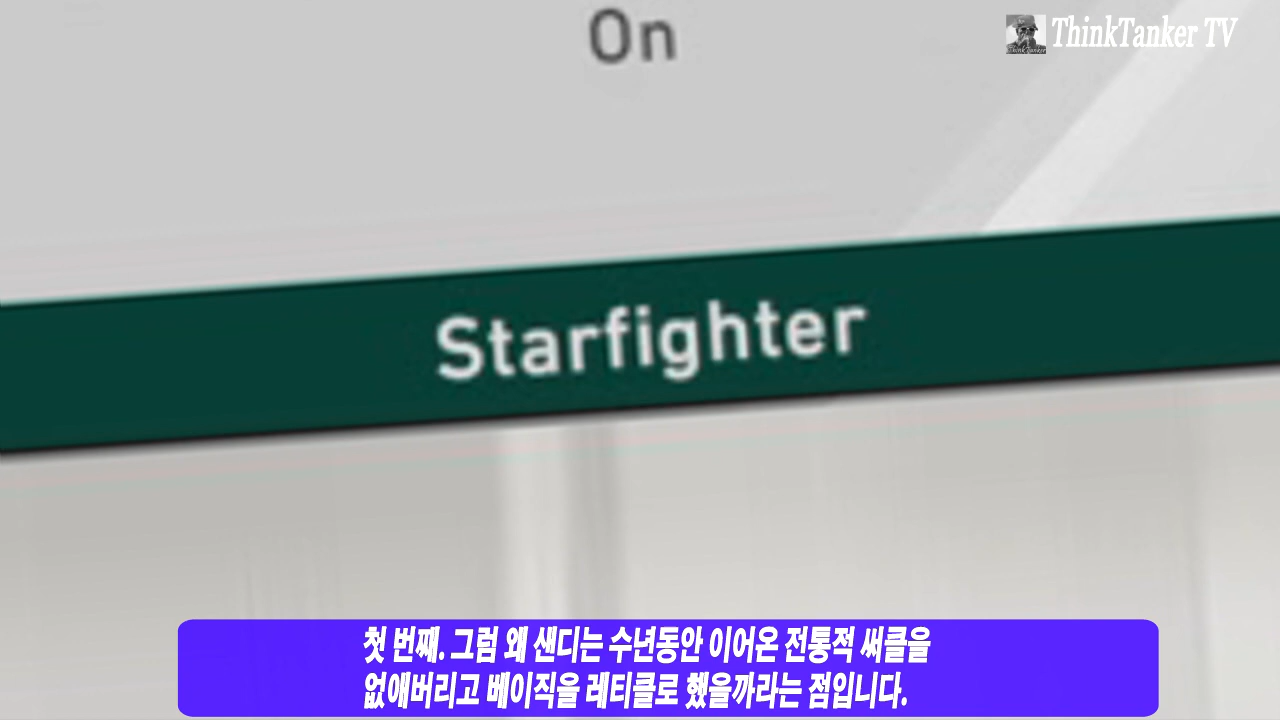 On
ThinkTanker TV
Starfighter
첫 번째. 그럼 왜 샌디는 수년동안 이어온 전통적 써클을
없애버리고 베이직을 레티클로 했을까라는 점입니다.